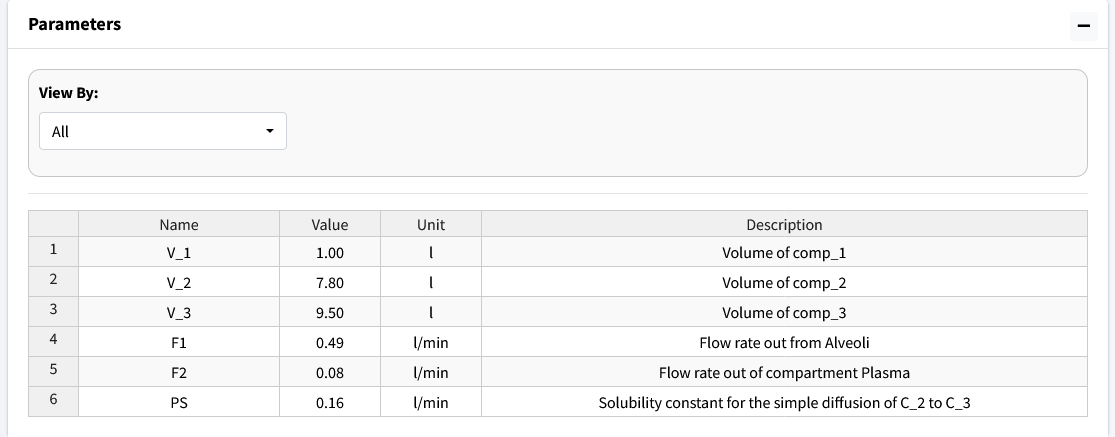 Parameters
View By:
All
Name Value Unit Description
1 V_1 1.00 l Volume of comp_1
2 V_2 7.80 l Volume of comp_2
3 V_3 9.50 l Volume of comp_3
4 F1 0.49 l/min Flow rate out from Alveoli
5 F2 0.08 l/min Flow rate out of compartment Plasma
6 PS 0.16 l/min Solubility constant for the simple diffusion of C_2 to C_3